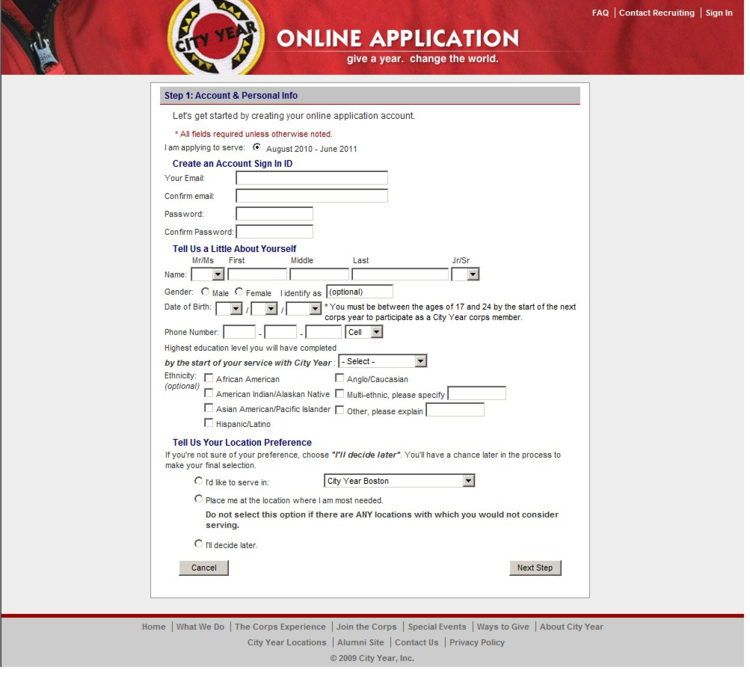 FAQ | Contact Recruiting | Sign In
CITY YEAR
ONLINE APPLICATION
give a year. change the world.
Step 1: Account & Personal Info
Let's get started by creating your online application account.
* All fields required unless otherwise noted.
I am applying to serve: August 2010 - June 2011
Create an Account Sign In ID
Your Email:
Confirm email:
Password:
Confirm Password:
Tell Us a Little About Yourself
Mr/Ms First Middle Last Jr/Sr
Name:
Gender: Male Female I identify as (optional)
Date of Birth: / / * You must be between the ages of 17 and 24 by the start of the next
corps year to participate as a City Year corps member.
Phone Number: - - Cell
Highest education level you will have completed
by the start of your service with City Year : - Select -
Ethnicity: African American Anglo/Caucasian
(optional)
American Indian/Alaskan Native Multi-ethnic, please specify
Asian American/Pacific Islander Other, please explain
Hispanic/Latino
Tell Us Your Location Preference
If you're not sure of your preference, choose "I'll decide later". You'll have a chance later in the process to
make your final selection.
I'd like to serve in: City Year Boston
Place me at the location where I am most needed.
Do not select this option if there are ANY locations with which you would not consider
serving.
I'll decide later.
Cancel Next Step
Home | What We Do | The Corps Experience | Join the Corps | Special Events | Ways to Give | About City Year
City Year Locations | Alumni Site | Contact Us | Privacy Policy
© 2009 City Year, Inc.